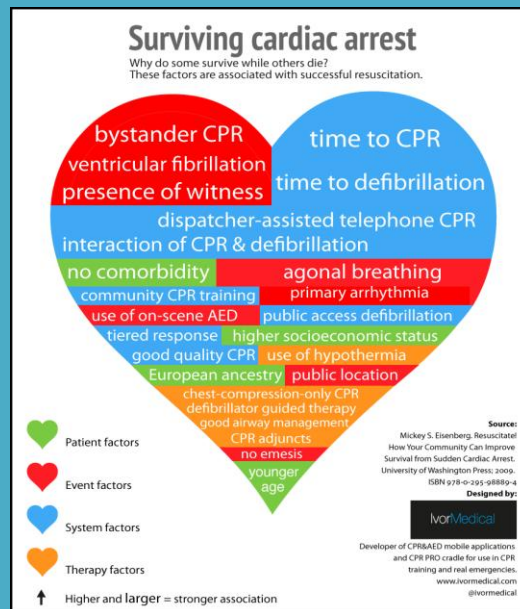 Surviving cardiac arrest
Why do some survive while others die?
These factors are associated with successful resuscitation.
bystander CPR
ventricular fibrillation
presence of witness
time to CPR
time to defibrillation
dispatcher-assisted telephone CPR
interaction of CPR & defibrillation
no comorbidity
agonal breathing
community CPR training
primary arrhythmia
use of on-scene AED
public access defibrillation
tiered response
higher socioeconomic status
good quality CPR
use of hypothermia
European ancestry
public location
chest-compression-only CPR
defibrillator guided therapy
good airway management
CPR adjuncts
no emesis
younger
age
Patient factors
Event factors
System factors
Therapy factors
Higher and larger = stronger association
Source:
Mickey S. Eisenberg. Resuscitate!
How Your Community Can Improve
Survival from Sudden Cardiac Arrest.
University of Washington Press; 2009.
ISBN 978-0-295-98889-4
Designed by:
IvorMedical
Developer of CPR&AED mobile applications
and CPR PRO cradle for use in CPR
training and real emergencies.
www.ivormedical.com
@ivormedical